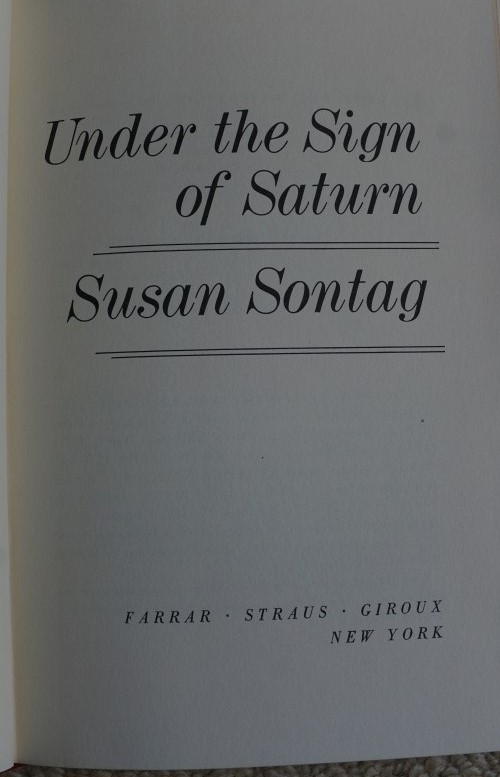 Under the Sign
of Saturn
Susan Sontag
FARRAR · STRAUS · GIROUX
NEW YORK